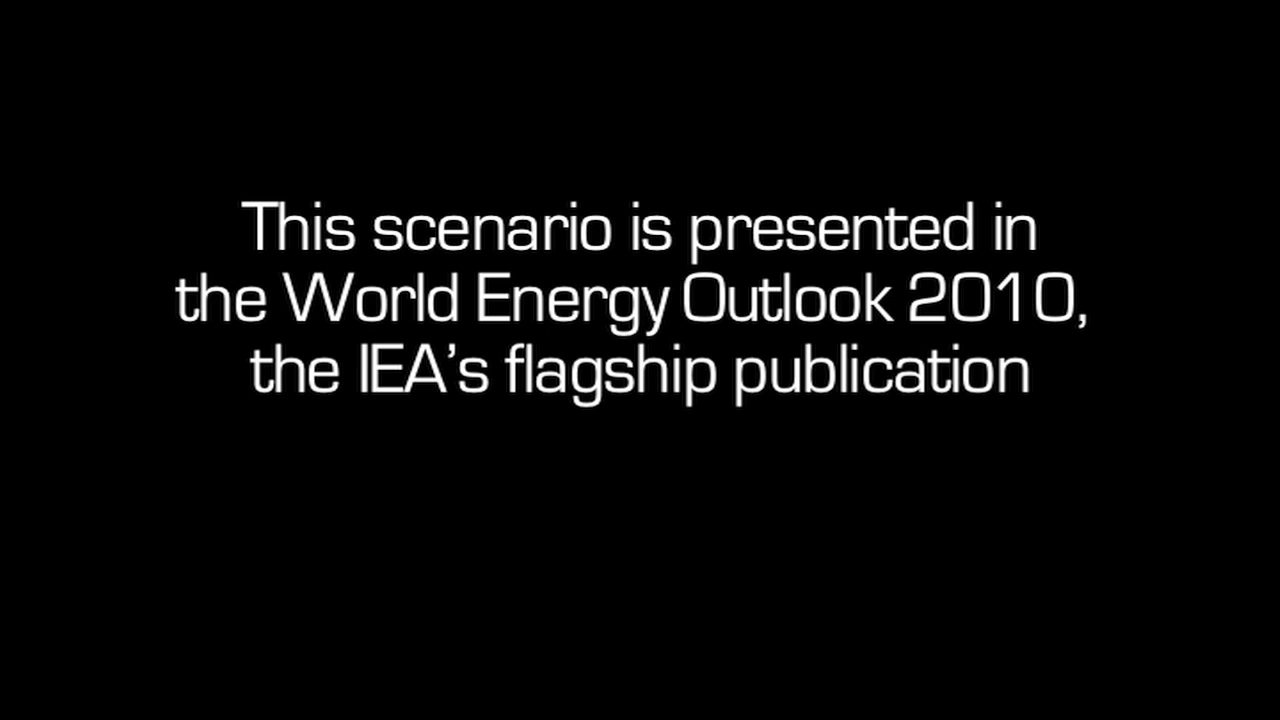 This scenario is presented in
the World Energy Outlook 2010,
the IEA’s flagship publication